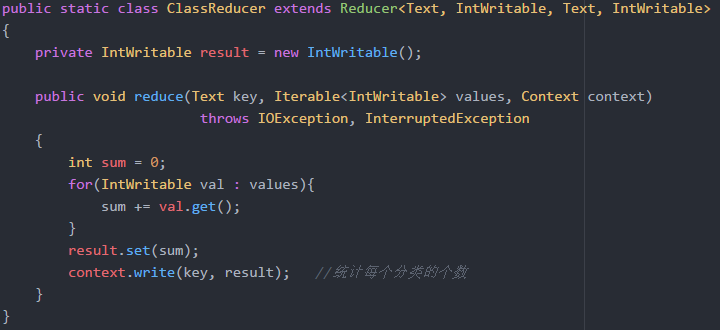 public static class ClassReducer extends Reducer<Text, IntWritable, Text, IntWritable>
{
    private IntWritable result = new IntWritable();
    public void reduce(Text key, Iterable<IntWritable> values, Context context)
                        throws IOException, InterruptedException
    {
        int sum = 0;
        for(IntWritable val : values){
            sum += val.get();
        }
        result.set(sum);
        context.write(key, result);   //统计每个分类的个数
    }
}